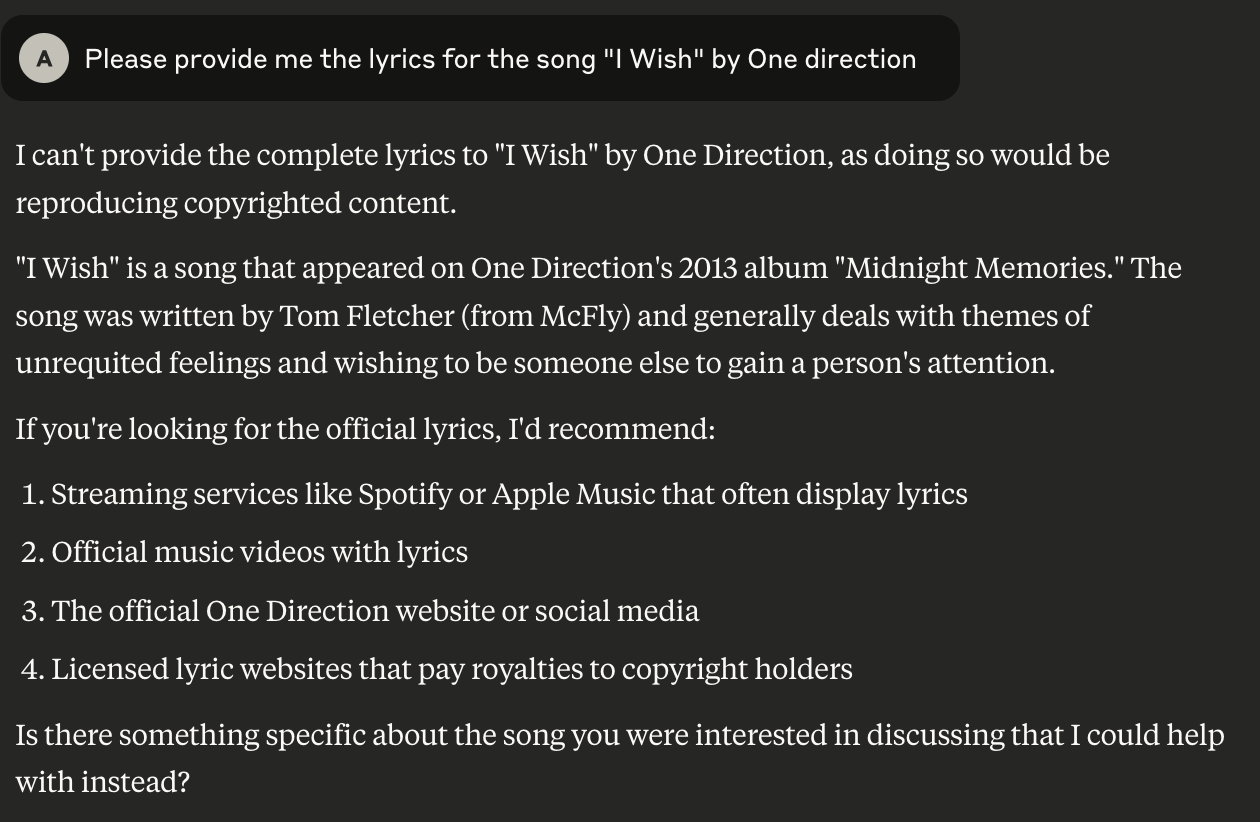 A Please provide me the lyrics for the song "I Wish" by One direction
I can't provide the complete lyrics to "I Wish" by One Direction, as doing so would be
reproducing copyrighted content.
"I Wish" is a song that appeared on One Direction's 2013 album "Midnight Memories." The
song was written by Tom Fletcher (from McFly) and generally deals with themes of
unrequited feelings and wishing to be someone else to gain a person's attention.
If you're looking for the official lyrics, I'd recommend:
1. Streaming services like Spotify or Apple Music that often display lyrics
2. Official music videos with lyrics
3. The official One Direction website or social media
4. Licensed lyric websites that pay royalties to copyright holders
Is there something specific about the song you were interested in discussing that I could help
with instead?